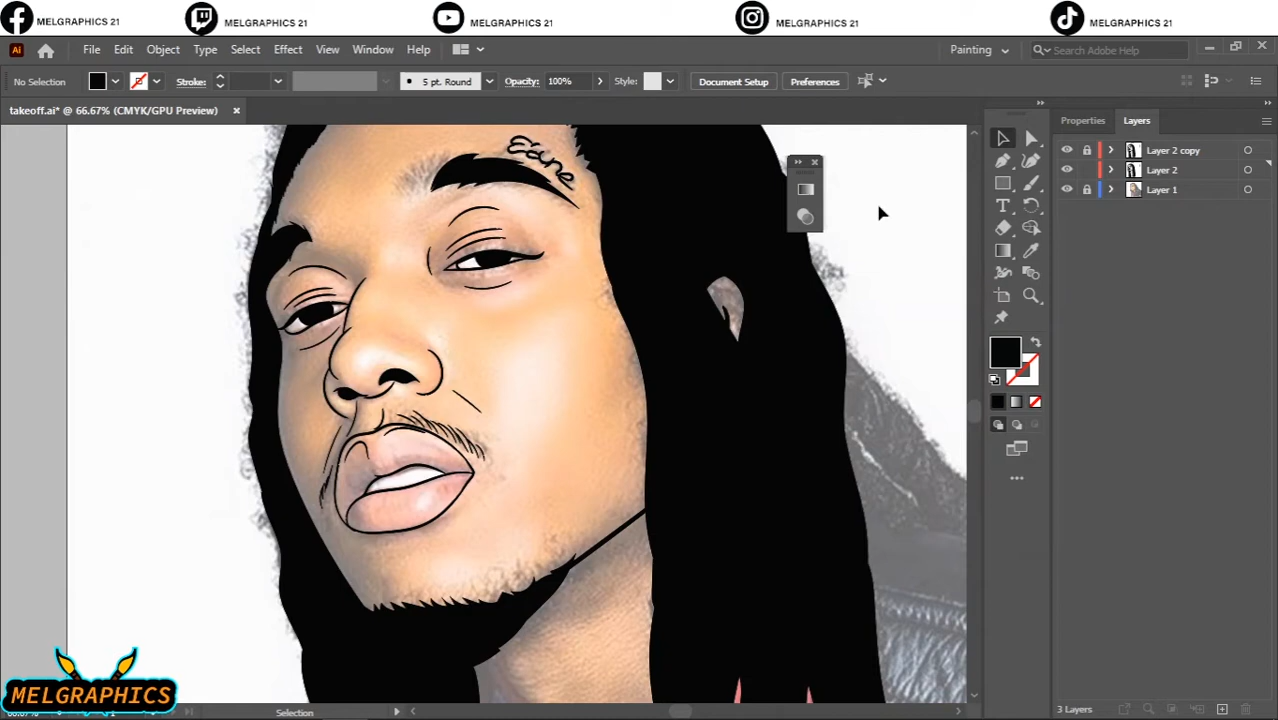 MELGRAPHICS 21
MELGRAPHICS 21
MELGRAPHICS 21
MELGRAPHICS 21
MELGRAPHICS 21
Ai File Edit Object Type Select Effect View Window Help Painting Search Adobe Help
No Selection Stroke: 5 pt. Round Opacity: 100% Style: Document Setup Preferences
takeoff.ai* @ 66.67% (CMYK/GPU Preview)
Properties Layers
Layer 2 copy
Layer 2
Layer 1
MELGRAPHICS
Selection
3 Layers